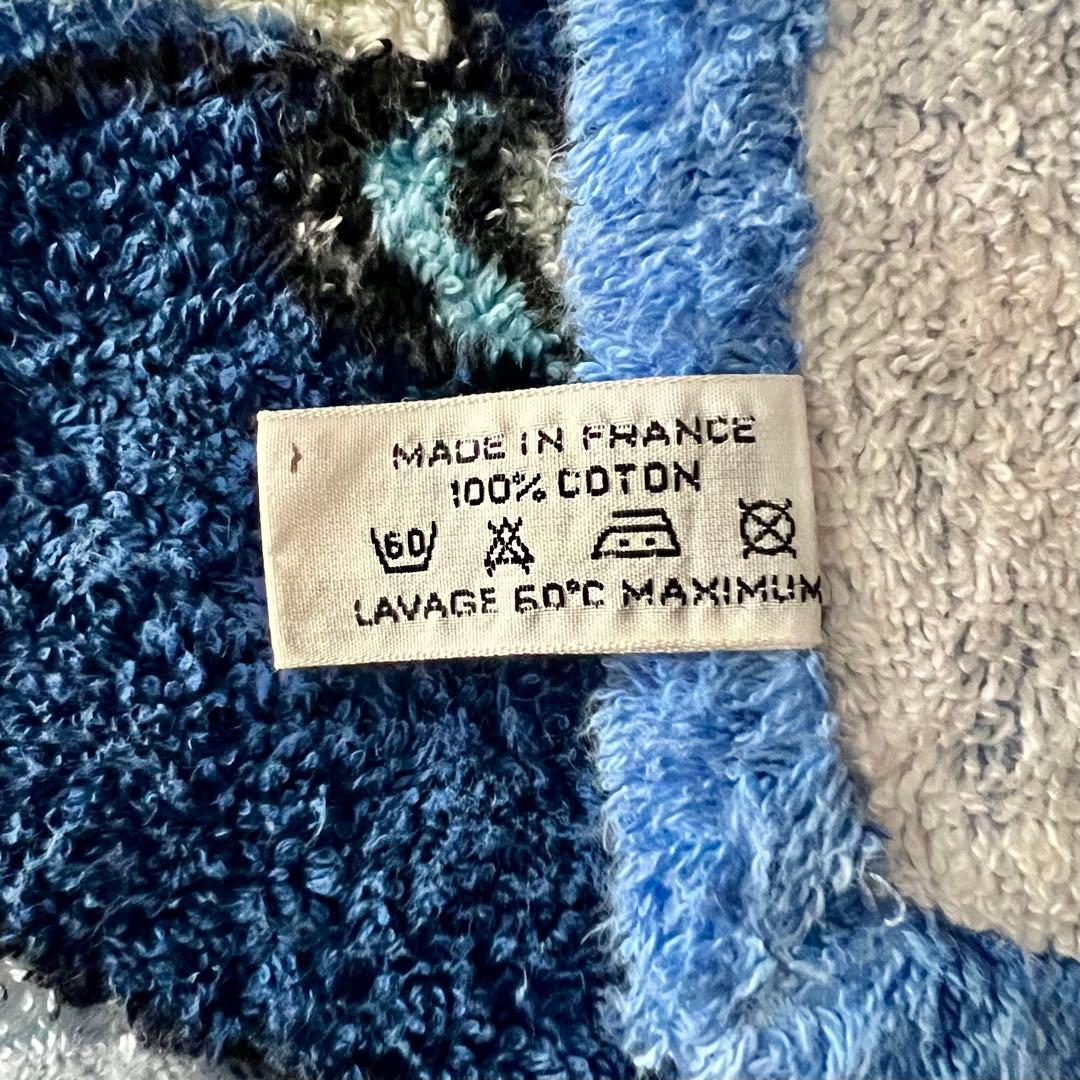 MADE IN FRANCE
100% COTON
60
LAVAGE 60°C MAXIMUM